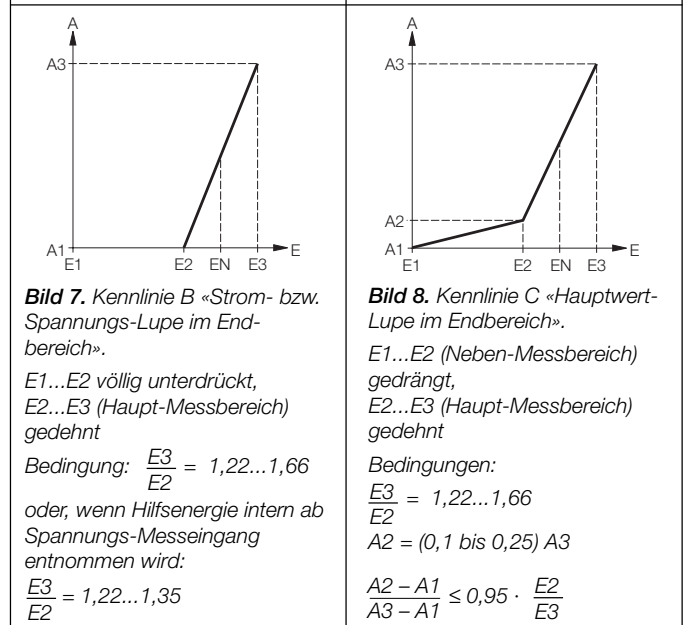 A
A3
A1
E1
E2
EN
E3
E
Bild 7. Kennlinie B «Strom- bzw.
Spannungs-Lupe im End-
bereich».
E1...E2 völlig unterdrückt,
E2...E3 (Haupt-Messbereich)
gedehnt
Bedingung: E3/E2 = 1,22...1,66
oder, wenn Hilfsenergie intern ab
Spannungs-Messeingang
entnommen wird:
E3/E2 = 1,22...1,35
A
A3
A2
A1
E1
E2
EN
E3
E
Bild 8. Kennlinie C «Hauptwert-
Lupe im Endbereich».
E1...E2 (Neben-Messbereich)
gedrängt,
E2...E3 (Haupt-Messbereich)
gedehnt
Bedingungen:
E3/E2 = 1,22...1,66
A2 = (0,1 bis 0,25) A3
A2 – A1/A3 – A1 ≤ 0,95 · E2/E3